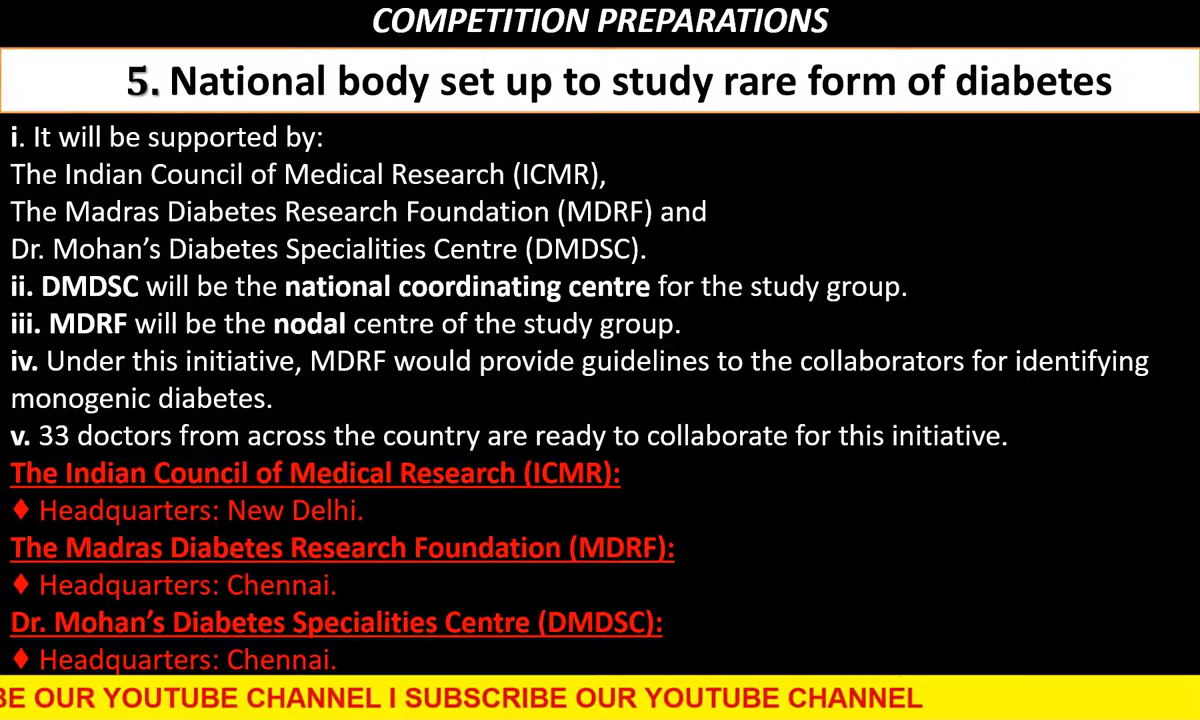 COMPETITION PREPARATIONS
5. National body set up to study rare form of diabetes
i. It will be supported by:
The Indian Council of Medical Research (ICMR),
The Madras Diabetes Research Foundation (MDRF) and
Dr. Mohan’s Diabetes Specialities Centre (DMDSC).
ii. DMDSC will be the national coordinating centre for the study group.
iii. MDRF will be the nodal centre of the study group.
iv. Under this initiative, MDRF would provide guidelines to the collaborators for identifying
monogenic diabetes.
v. 33 doctors from across the country are ready to collaborate for this initiative.
The Indian Council of Medical Research (ICMR):
♦ Headquarters: New Delhi.
The Madras Diabetes Research Foundation (MDRF):
♦ Headquarters: Chennai.
Dr. Mohan’s Diabetes Specialities Centre (DMDSC):
♦ Headquarters: Chennai.
BE OUR YOUTUBE CHANNEL I SUBSCRIBE OUR YOUTUBE CHANNEL